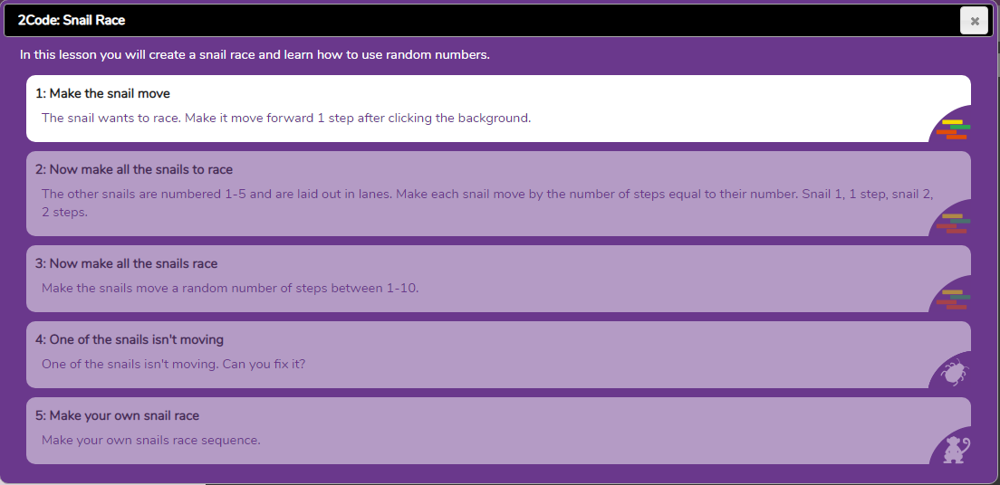 2Code: Snail Race
In this lesson you will create a snail race and learn how to use random numbers.
1: Make the snail move
The snail wants to race. Make it move forward 1 step after clicking the background.
2: Now make all the snails to race
The other snails are numbered 1-5 and are laid out in lanes. Make each snail move by the number of steps equal to their number. Snail 1, 1 step, snail 2,
2 steps.
3: Now make all the snails race
Make the snails move a random number of steps between 1-10.
4: One of the snails isn't moving
One of the snails isn't moving. Can you fix it?
5: Make your own snail race
Make your own snails race sequence.